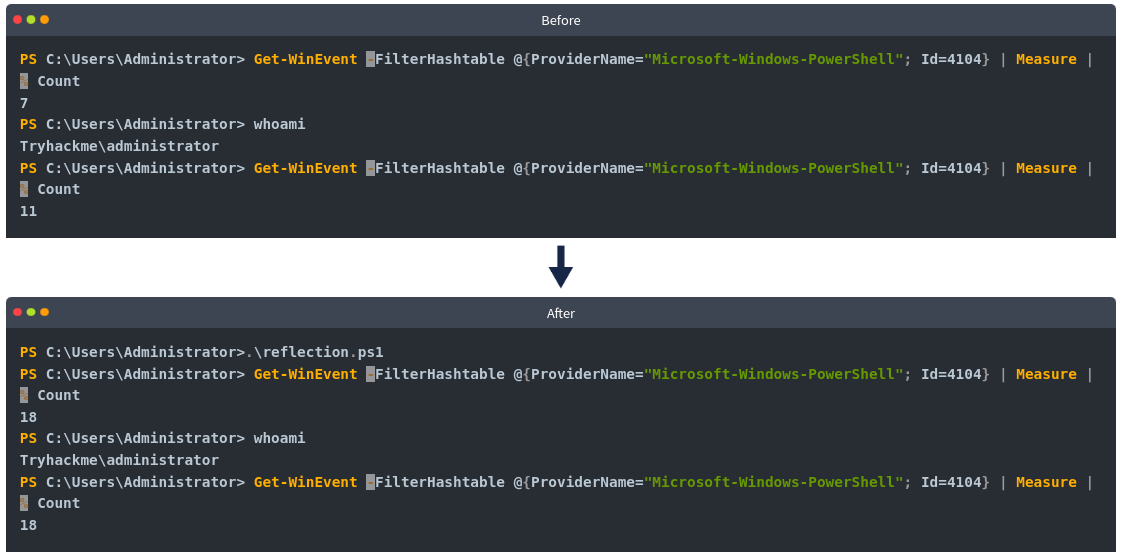 Before
PS C:\Users\Administrator> Get-WinEvent -FilterHashtable @{ProviderName="Microsoft-Windows-PowerShell"; Id=4104} | Measure |
% Count
7
PS C:\Users\Administrator> whoami
Tryhackme\administrator
PS C:\Users\Administrator> Get-WinEvent -FilterHashtable @{ProviderName="Microsoft-Windows-PowerShell"; Id=4104} | Measure |
% Count
11
After
PS C:\Users\Administrator>.\reflection.ps1
PS C:\Users\Administrator> Get-WinEvent -FilterHashtable @{ProviderName="Microsoft-Windows-PowerShell"; Id=4104} | Measure |
% Count
18
PS C:\Users\Administrator> whoami
Tryhackme\administrator
PS C:\Users\Administrator> Get-WinEvent -FilterHashtable @{ProviderName="Microsoft-Windows-PowerShell"; Id=4104} | Measure |
% Count
18